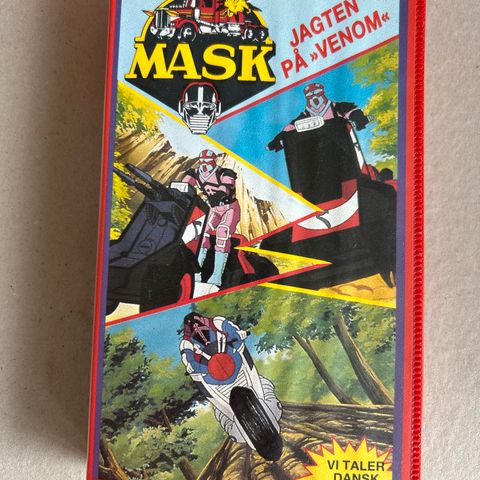 MASK
JAGTEN
PÅ »VENOM«
VI TALER
DANSK